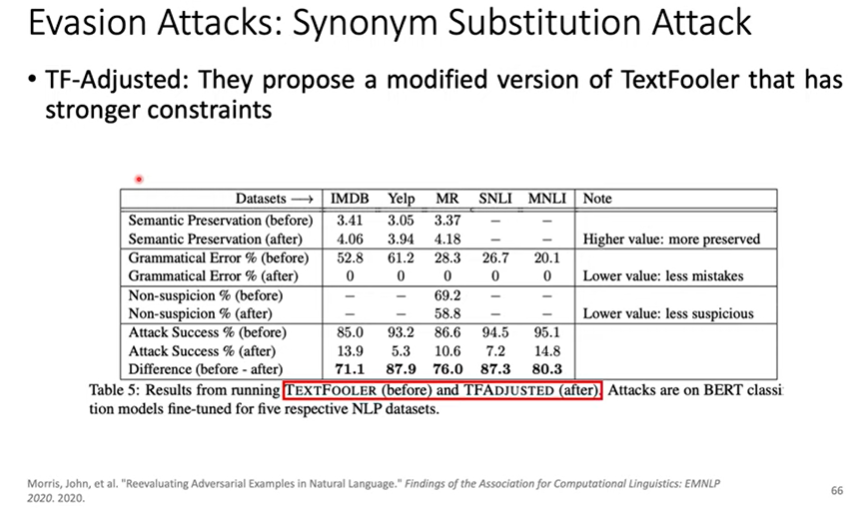 Evasion Attacks: Synonym Substitution Attack
• TF-Adjusted: They propose a modified version of TextFooler that has
stronger constraints
Datasets ⟶ IMDB Yelp MR SNLI MNLI Note
Semantic Preservation (before) 3.41 3.05 3.37 – –
Semantic Preservation (after) 4.06 3.94 4.18 – – Higher value: more preserved
Grammatical Error % (before) 52.8 61.2 28.3 26.7 20.1
Grammatical Error % (after) 0 0 0 0 0 Lower value: less mistakes
Non-suspicion % (before) – – 69.2 – –
Non-suspicion % (after) – – 58.8 – – Lower value: less suspicious
Attack Success % (before) 85.0 93.2 86.6 94.5 95.1
Attack Success % (after) 13.9 5.3 10.6 7.2 14.8
Difference (before - after) 71.1 87.9 76.0 87.3 80.3
Table 5: Results from running TEXTFOOLER (before) and TFADJUSTED (after). Attacks are on BERT classi
tion models fine-tuned for five respective NLP datasets.
Morris, John, et al. "Reevaluating Adversarial Examples in Natural Language." Findings of the Association for Computational Linguistics: EMNLP
2020. 2020.
66